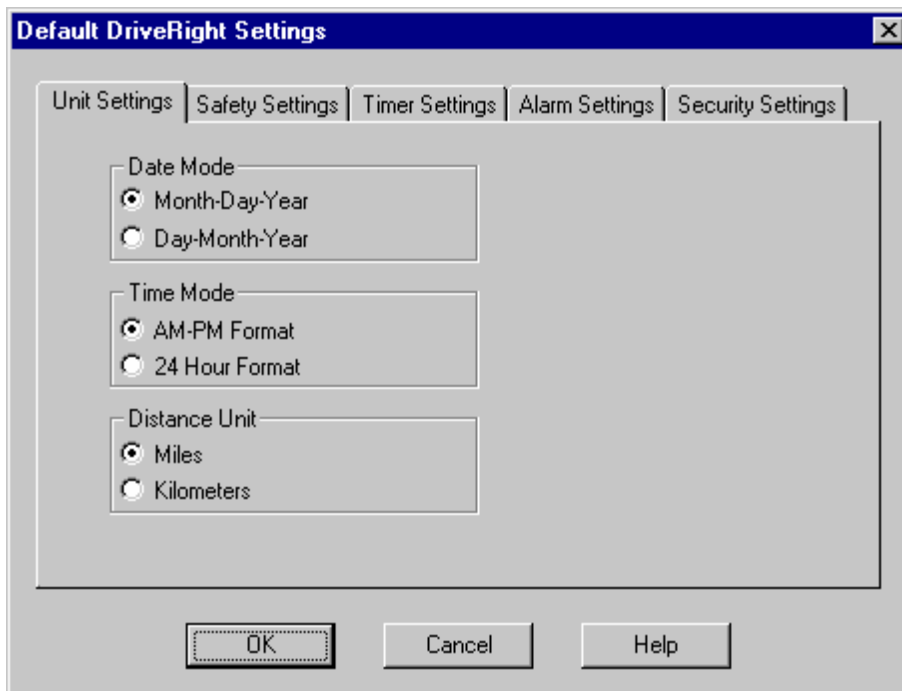 Default DriveRight Settings
Unit Settings Safety Settings Timer Settings Alarm Settings Security Settings
Date Mode
Month-Day-Year
Day-Month-Year
Time Mode
AM-PM Format
24 Hour Format
Distance Unit
Miles
Kilometers
OK Cancel Help